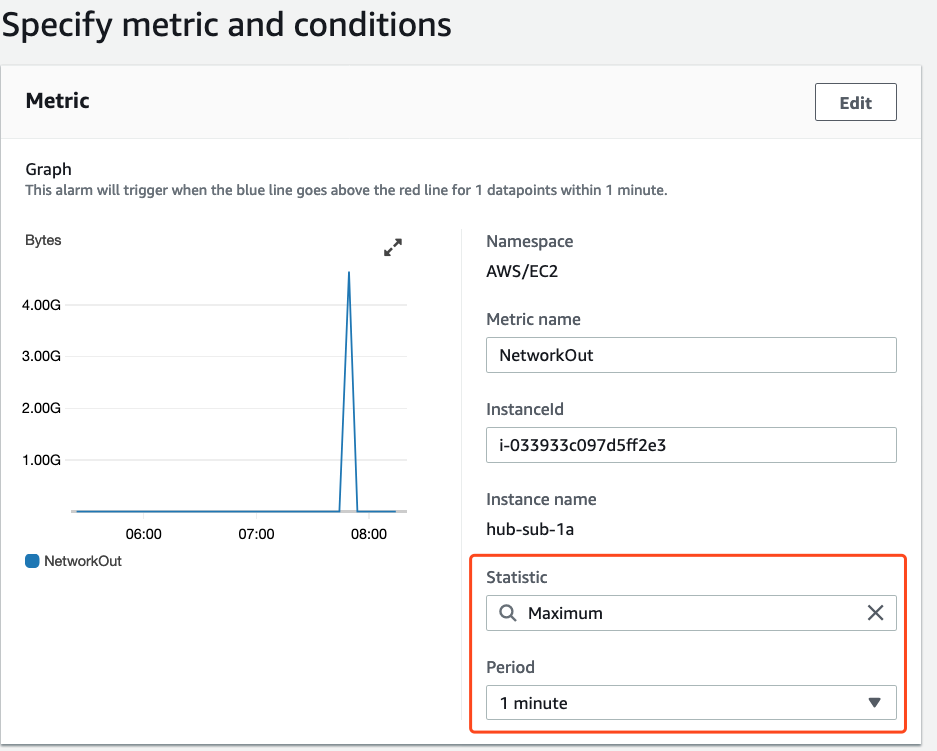 Specify metric and conditions
Metric
Edit
Graph
This alarm will trigger when the blue line goes above the red line for 1 datapoints within 1 minute.
Bytes
4.00G
3.00G
2.00G
1.00G
06:00
07:00
08:00
NetworkOut
Namespace
AWS/EC2
Metric name
NetworkOut
InstanceId
i-033933c097d5ff2e3
Instance name
hub-sub-1a
Statistic
Maximum
Period
1 minute